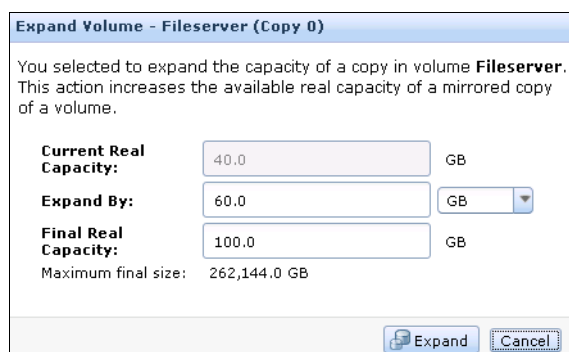 Expand Volume - Fileserver (Copy 0)
You selected to expand the capacity of a copy in volume Fileserver.
This action increases the available real capacity of a mirrored copy
of a volume.
Current Real
Capacity:
40.0
GB
Expand By:
60.0
GB
Final Real
Capacity:
100.0
GB
Maximum final size:
262,144.0 GB
Expand
Cancel